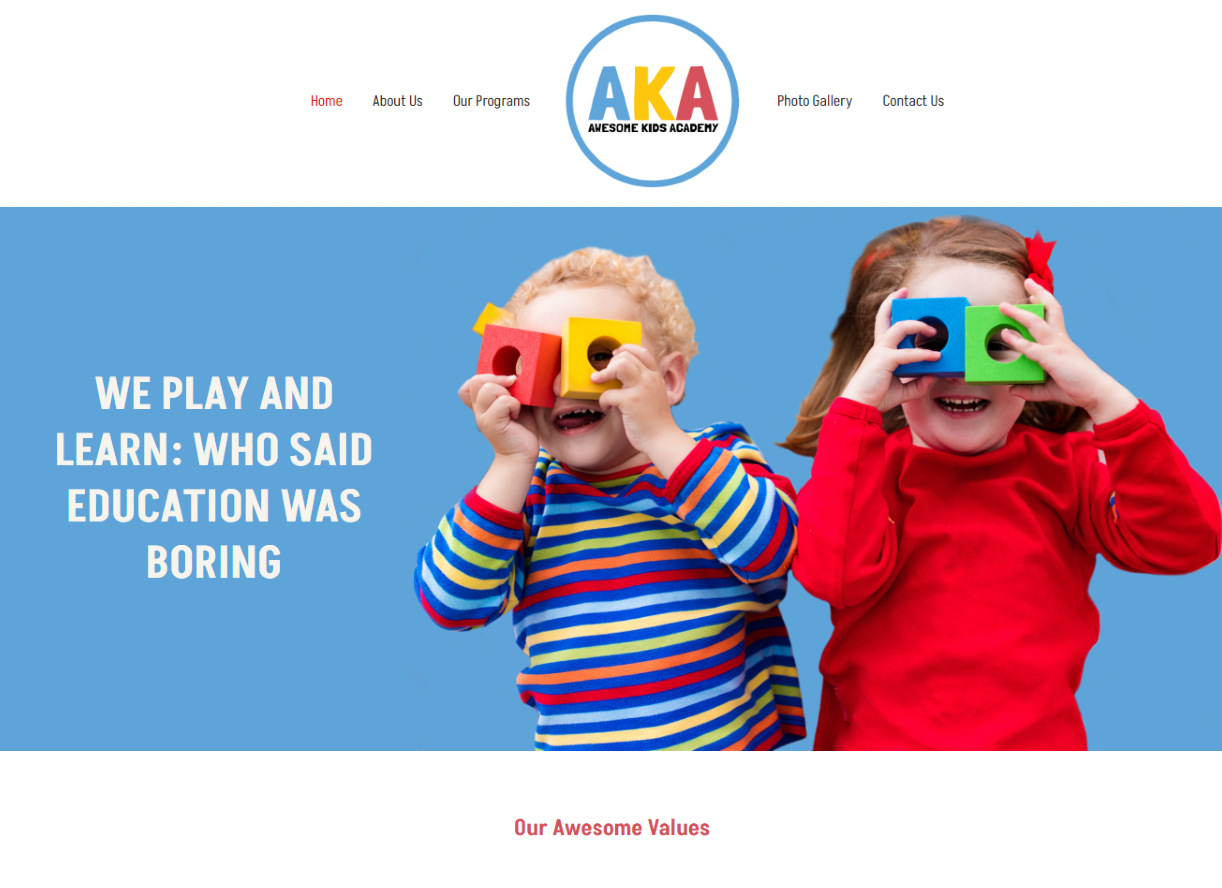 Home
About Us
Our Programs
AKA
AWESOME KIDS ACADEMY
Photo Gallery
Contact Us
WE PLAY AND
LEARN: WHO SAID
EDUCATION WAS
BORING
Our Awesome Values